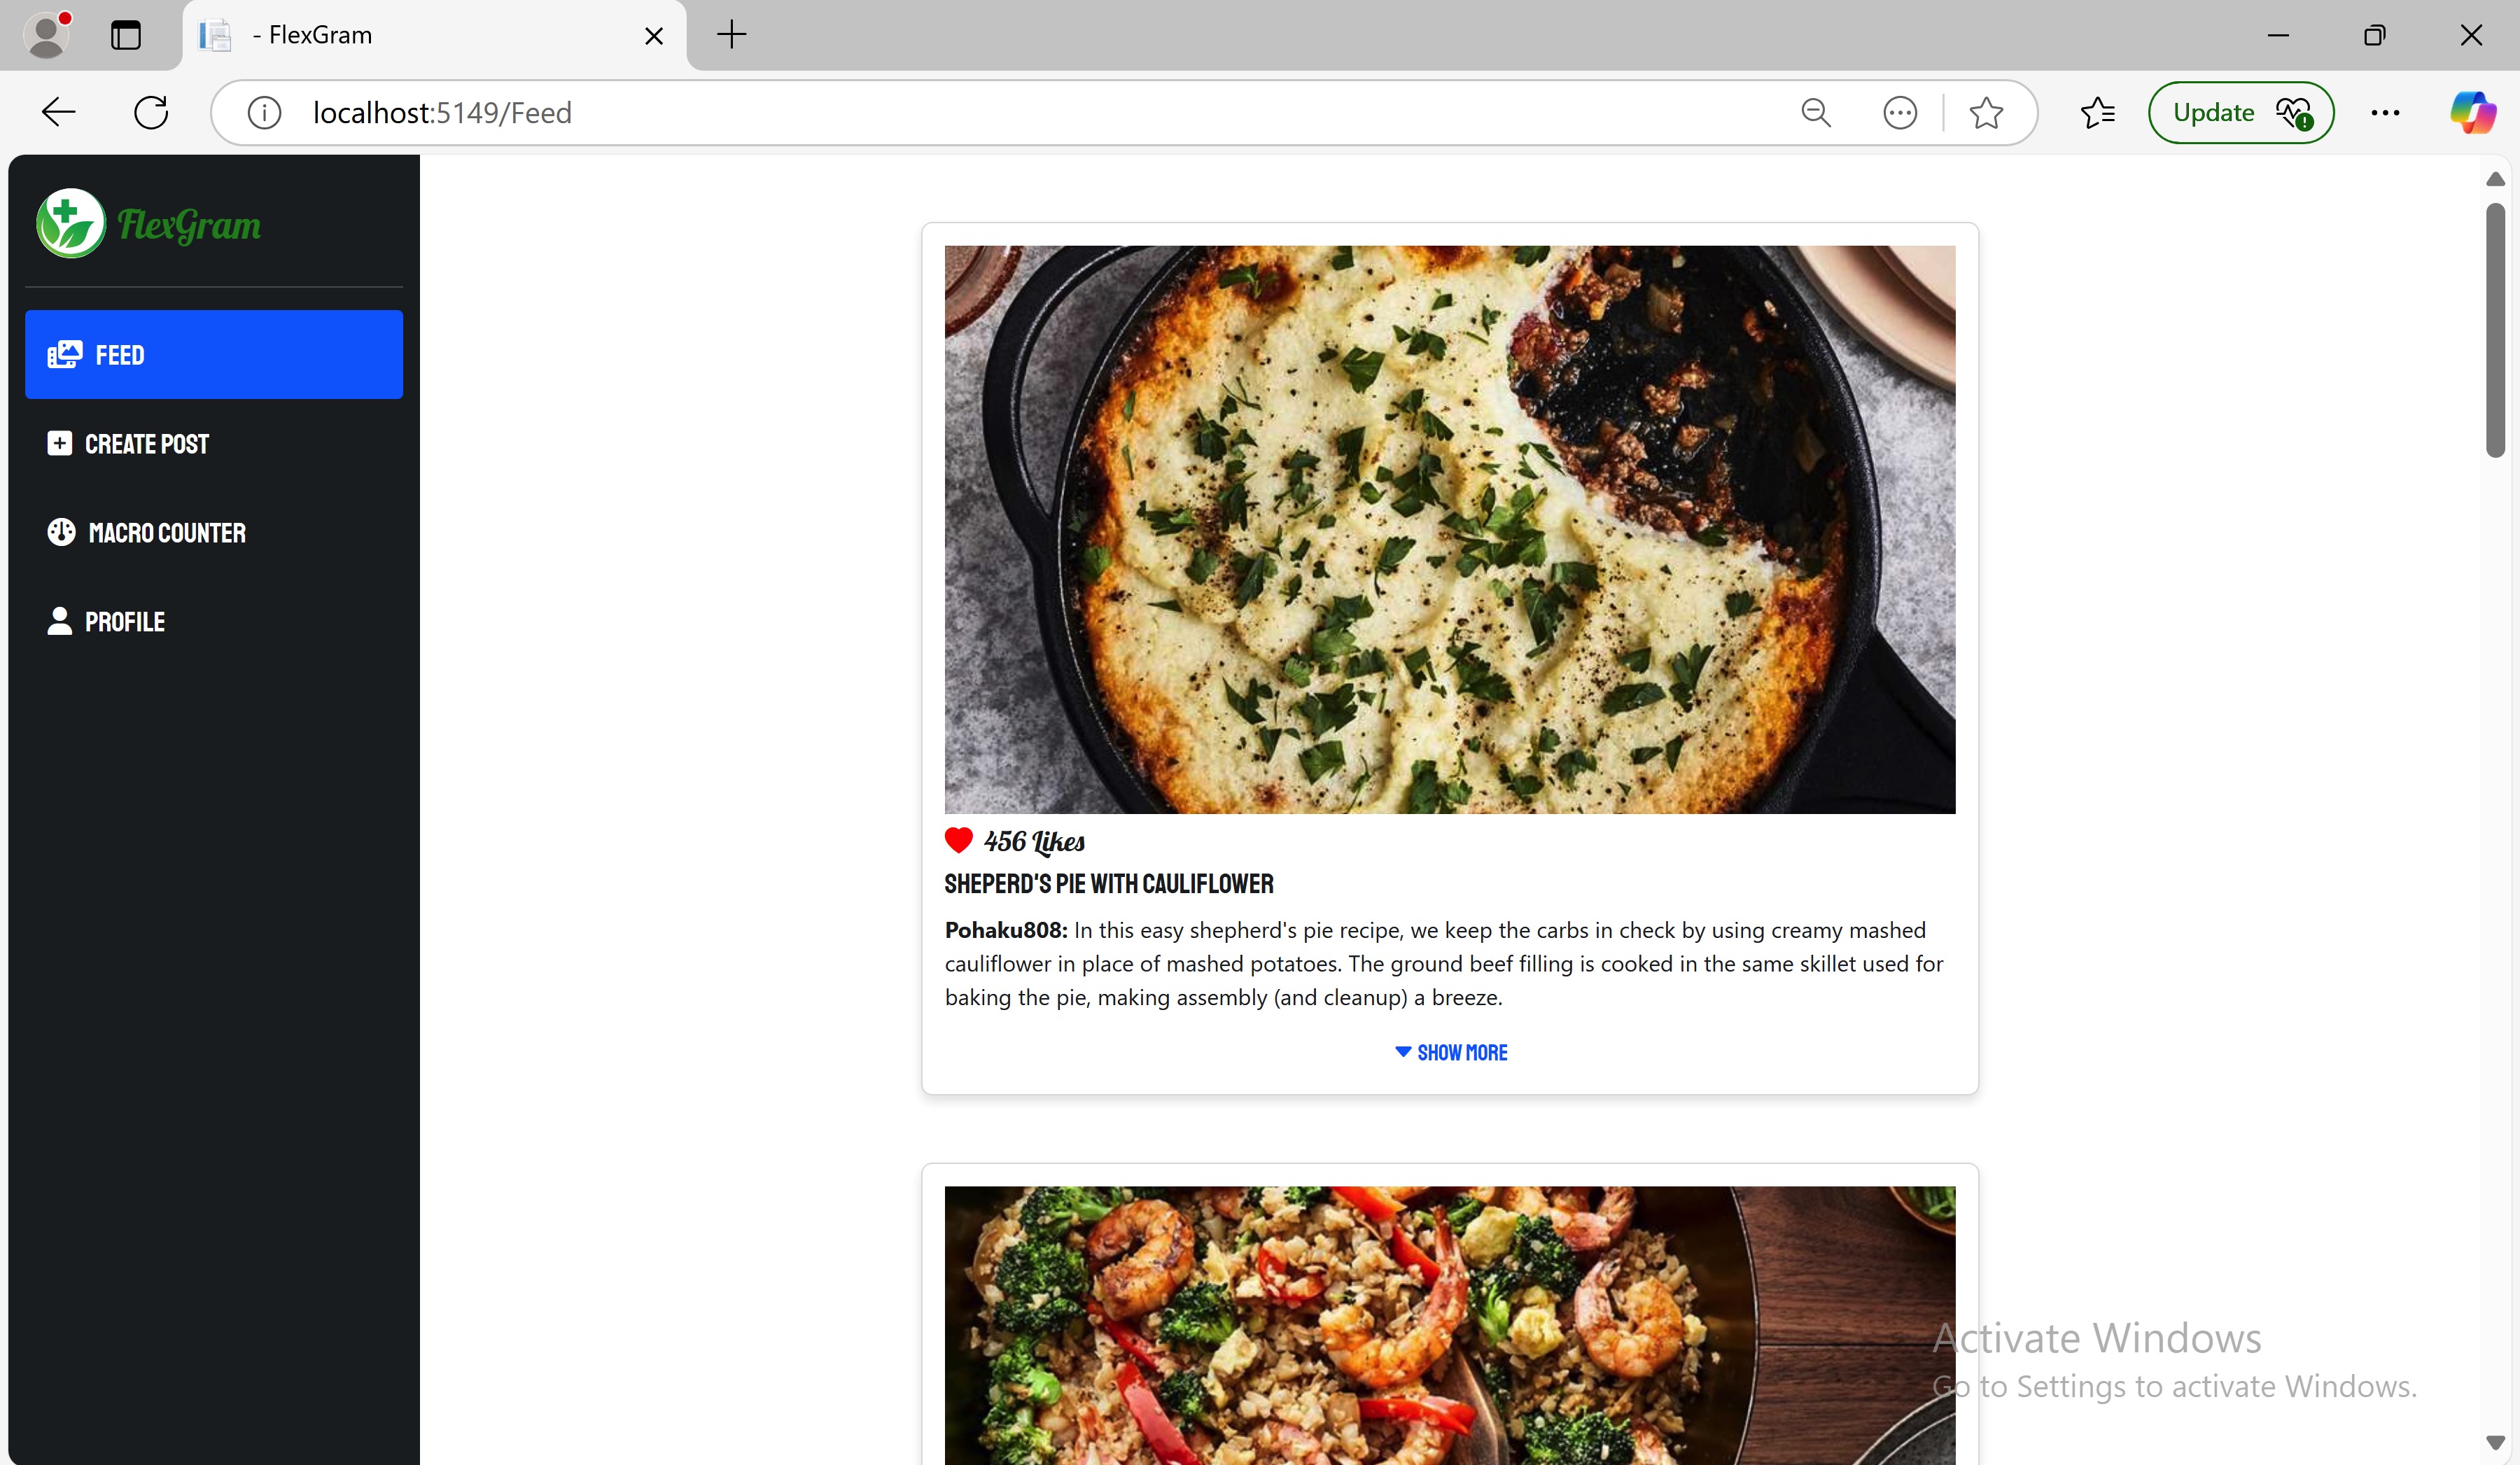 - FlexGram
localhost:5149/Feed
Update
FlexGram
FEED
CREATE POST
MACRO COUNTER
PROFILE
456 Likes
SHEPERD'S PIE WITH CAULIFLOWER
Pohaku808: In this easy shepherd's pie recipe, we keep the carbs in check by using creamy mashed
cauliflower in place of mashed potatoes. The ground beef filling is cooked in the same skillet used for
baking the pie, making assembly (and cleanup) a breeze.
SHOW MORE
Activate Windows
Go to Settings to activate Windows.